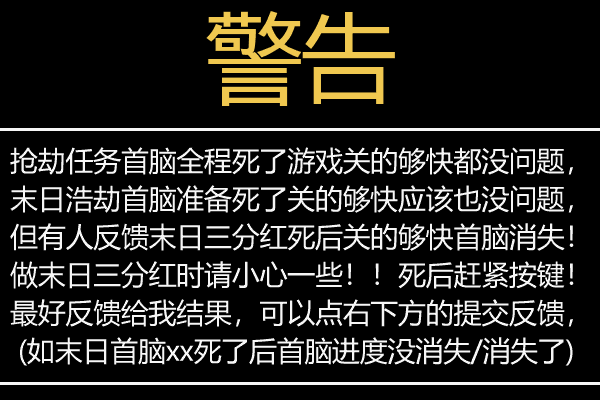 警告
抢劫任务首脑全程死了游戏关的够快都没问题，
末日浩劫首脑准备死了关的够快应该也没问题，
但有人反馈末日三分红死后关的够快首脑消失！
做末日三分红时请小心一些！！死后赶紧按键！
最好反馈给我结果，可以点右下方的提交反馈，
(如末日首脑xx死了后首脑进度没消失/消失了)